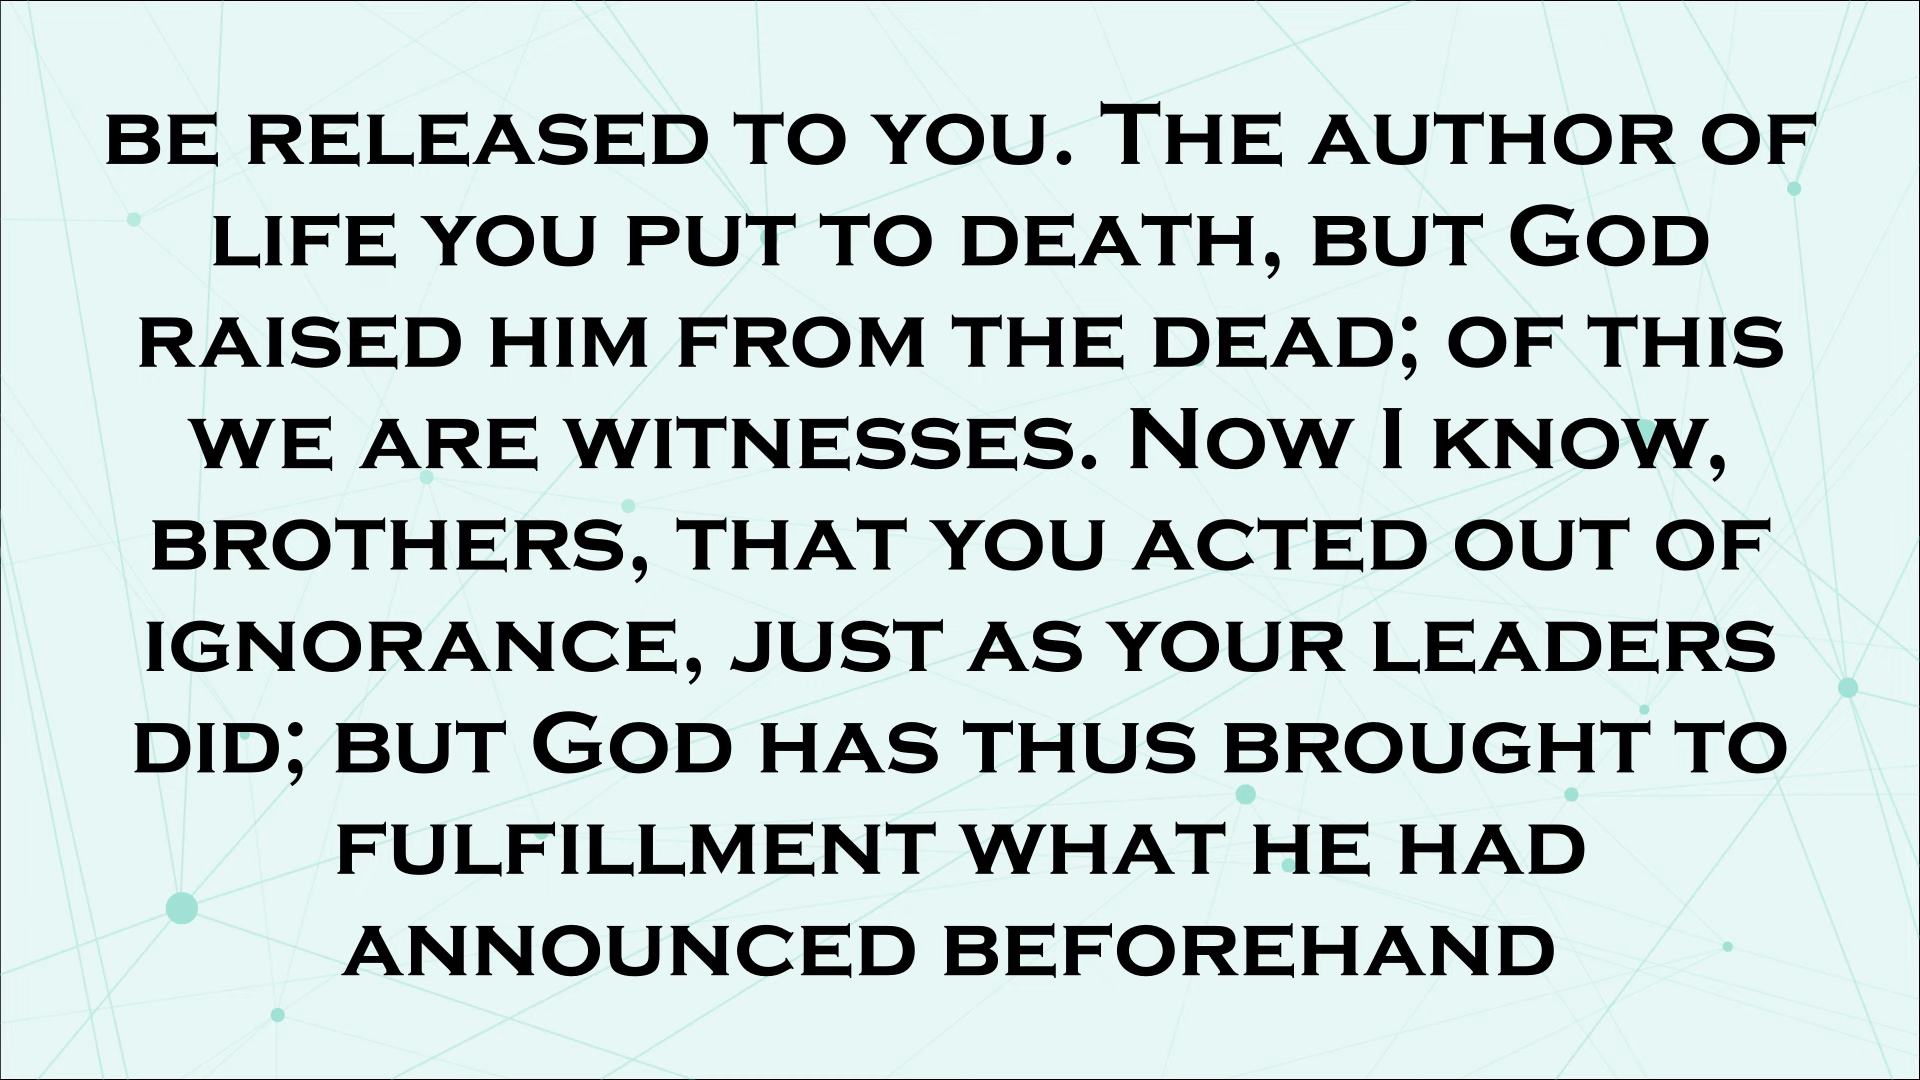 be released to you. The author of
life you put to death, but God
raised him from the dead; of this
we are witnesses. Now I know,
brothers, that you acted out of
ignorance, just as your leaders
did; but God has thus brought to
fulfillment what he had
announced beforehand